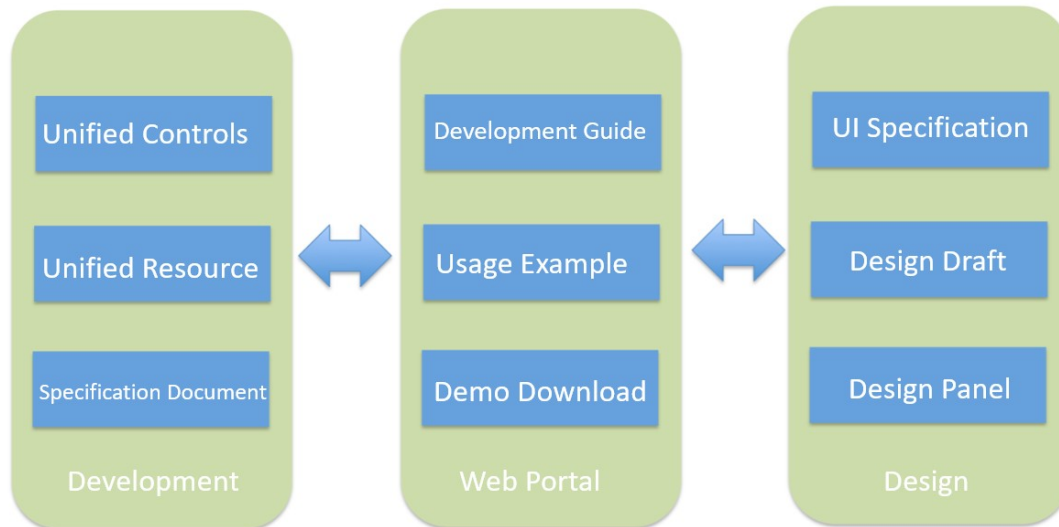 Unified Controls
Unified Resource
Specification Document
Development
Development Guide
Usage Example
Demo Download
Web Portal
UI Specification
Design Draft
Design Panel
Design